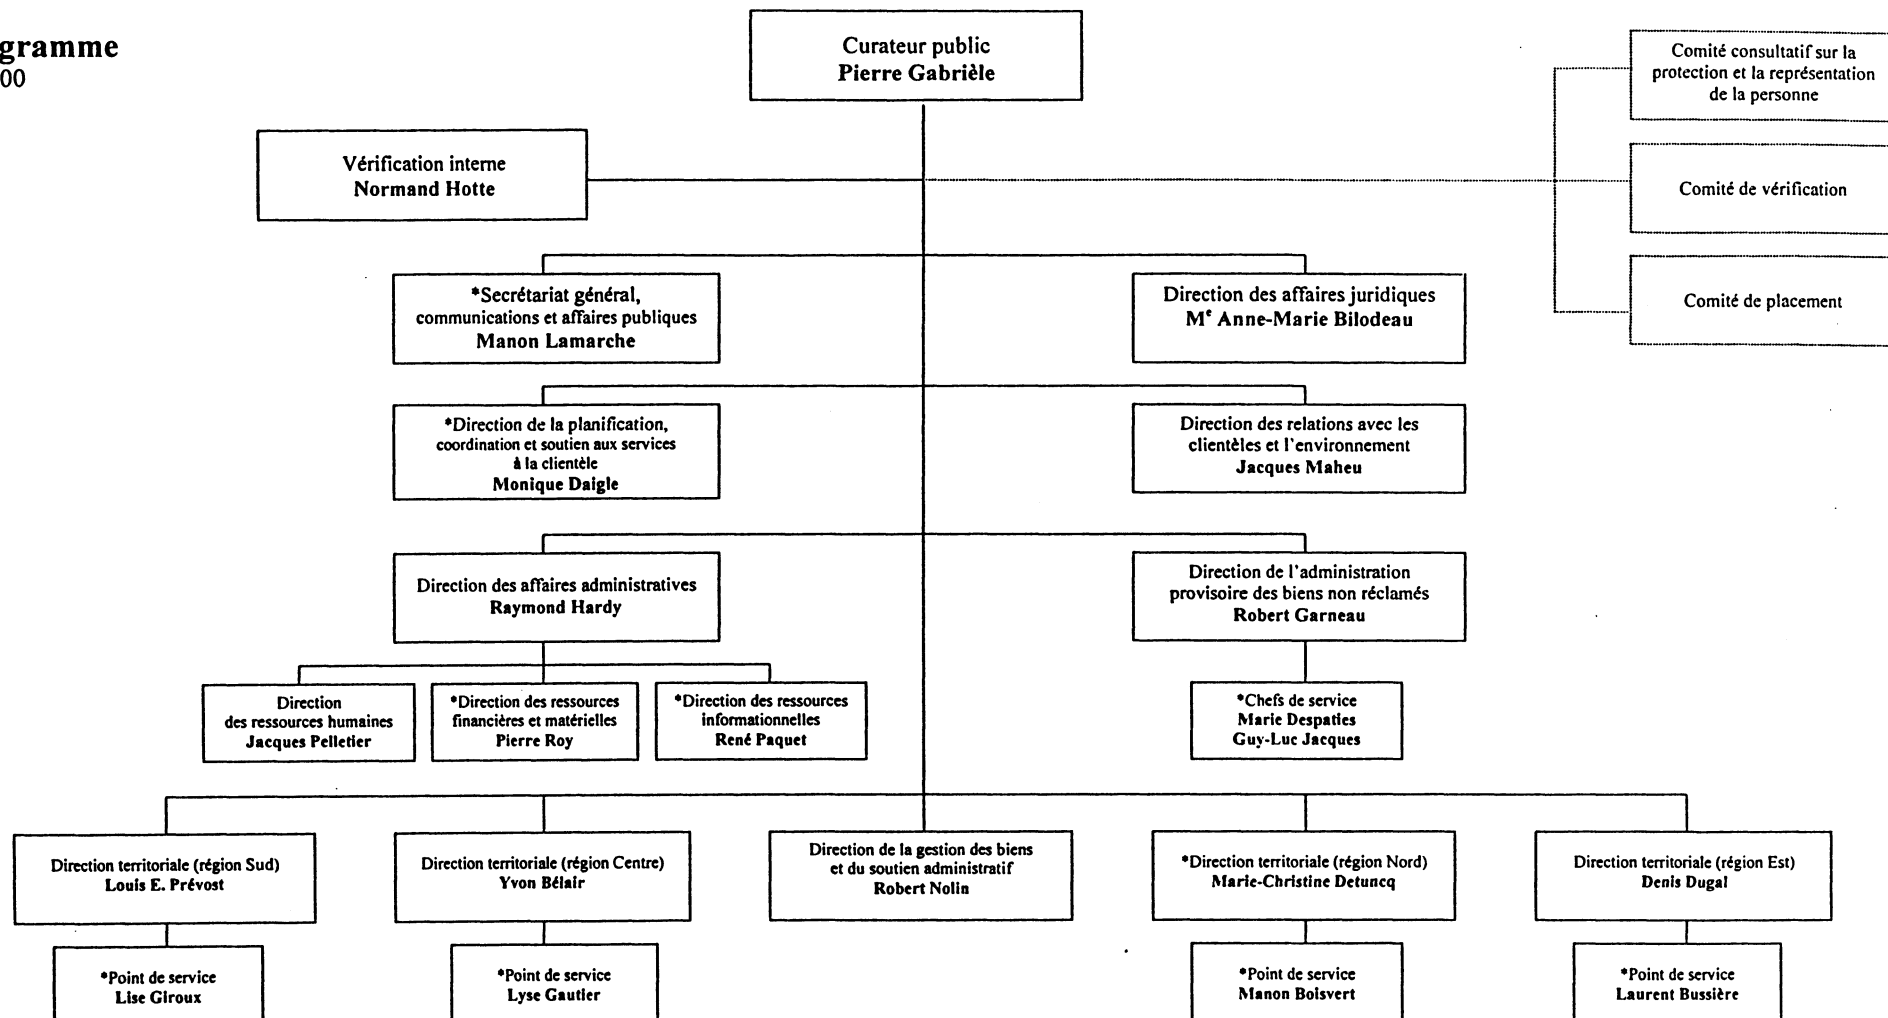 gramme
00
Curateur public
Pierre Gabrièle
Comité consultatif sur la
protection et la représentation
de la personne
Vérification interne
Normand Hotte
Comité de vérification
*Secrétariat général,
communications et affaires publiques
Manon Lamarche
Direction des affaires juridiques
Me Anne-Marie Bilodeau
Comité de placement
*Direction de la planification,
coordination et soutien aux services
à la clientèle
Monique Daigle
Direction des relations avec les
clientèles et l'environnement
Jacques Maheu
Direction des affaires administratives
Raymond Hardy
Direction de l'administration
provisoire des biens non réclamés
Robert Garneau
Direction
des ressources humaines
Jacques Pelletier
*Direction des ressources
financières et matérielles
Pierre Roy
*Direction des ressources
informationnelles
René Paquet
*Chefs de service
Marie Despaties
Guy-Luc Jacques
Direction territoriale (région Sud)
Louis E. Prévost
Direction territoriale (région Centre)
Yvon Bélair
Direction de la gestion des biens
et du soutien administratif
Robert Nolin
*Direction territoriale (région Nord)
Marie-Christine Detuncq
Direction territoriale (région Est)
Denis Dugal
*Point de service
Lise Giroux
*Point de service
Lyse Gautier
*Point de service
Manon Boisvert
*Point de service
Laurent Bussière